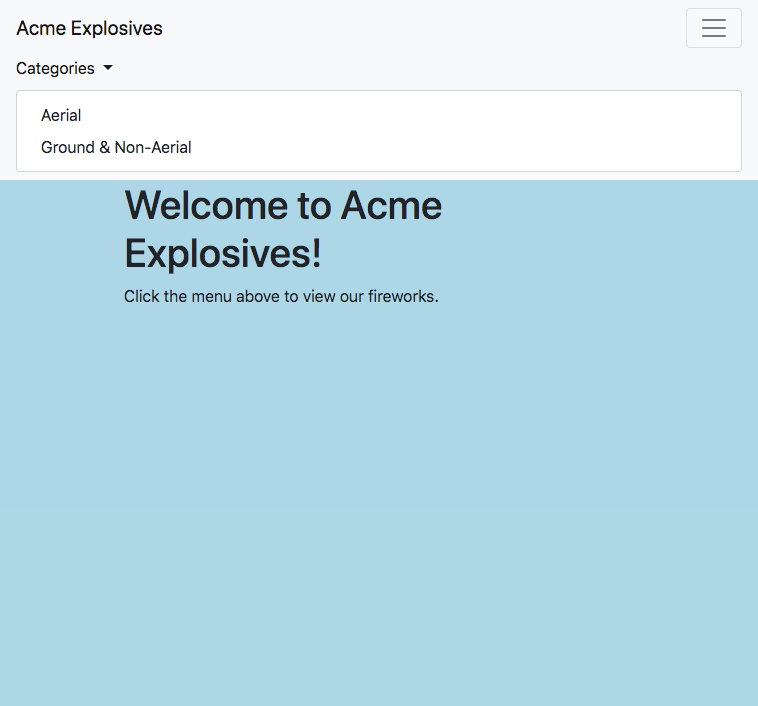 Acme Explosives
Categories
Aerial
Ground & Non-Aerial
Welcome to Acme
Explosives!
Click the menu above to view our fireworks.